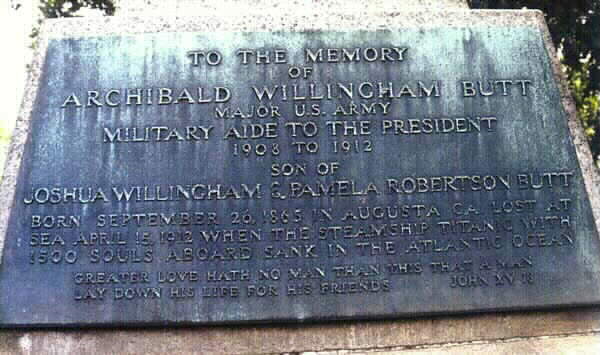 TO THE MEMORY
OF
ARCHIBALD WILLINGHAM BUTT
MAJOR U.S. ARMY
MILITARY AIDE TO THE PRESIDENT
1908 TO 1912
SON OF
JOSHUA WILLINGHAM & PAMELA ROBERTSON BUTT
BORN SEPTEMBER 26, 1865 IN AUGUSTA GA. LOST AT
SEA APRIL 15, 1912 WHEN THE STEAMSHIP TITANIC WITH
1500 SOULS ABOARD SANK IN THE ATLANTIC OCEAN
GREATER LOVE HATH NO MAN THAN THIS THAT A MAN
LAY DOWN HIS LIFE FOR HIS FRIENDS JOHN XV